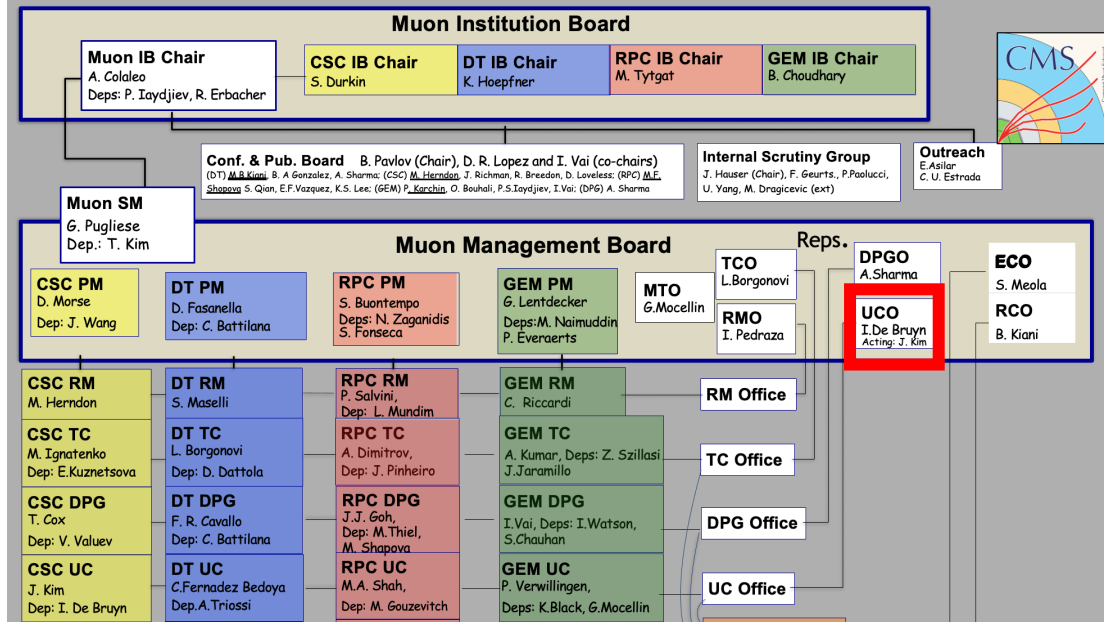 Muon Institution Board
Muon IB Chair
A. Colaleo
Deps: P. Iaydjiev, R. Erbacher
CSC IB Chair
S. Durkin
DT IB Chair
K. Hoepfner
RPC IB Chair
M. Tytgat
GEM IB Chair
B. Choudhary
CMS
Conf. & Pub. Board B. Pavlov (Chair), D. R. Lopez and I. Vai (co-chairs)
(DT) M.B.Kiani, B. A Gonzalez, A. Sharma; (CSC) M. Herndon, J. Richman, R. Breedon, D. Loveless; (RPC) M.F.
Shopova S. Qian, E.F.Vazquez, K.S. Lee; (GEM) P. Karchin, O. Bouhali, P.S.Iaydjiev, I.Vai; (DPG) A. Sharma
Internal Scrutiny Group
J. Hauser (Chair), F. Geurts., P.Paolucci,
U. Yang, M. Dragicevic (ext)
Outreach
E.Asilar
C. U. Estrada
Muon SM
G. Pugliese
Dep.: T. Kim
Muon Management Board
Reps.
CSC PM
D. Morse
Dep: J. Wang
DT PM
D. Fasanella
Dep: C. Battilana
RPC PM
S. Buontempo
Deps: N. Zaganidis
S. Fonseca
GEM PM
G. Lentdecker
Deps:M. Naimuddin
P. Everaerts
MTO
G.Mocellin
TCO
L.Borgonovi
RMO
I. Pedraza
DPGO
A.Sharma
UCO
I.De Bruyn
Acting: J. Kim
ECO
S. Meola
RCO
B. Kiani
CSC RM
M. Herndon
DT RM
S. Maselli
RPC RM
P. Salvini,
Dep: L. Mundim
GEM RM
C. Riccardi
RM Office
CSC TC
M. Ignatenko
Dep: E.Kuznetsova
DT TC
L. Borgonovi
Dep: D. Dattola
RPC TC
A. Dimitrov,
Dep: J. Pinheiro
GEM TC
A. Kumar, Deps: Z. Szillasi
J.Jaramillo
TC Office
CSC DPG
T. Cox
Dep: V. Valuev
DT DPG
F. R. Cavallo
Dep: C. Battilana
RPC DPG
J.J. Goh,
Dep: M.Thiel,
M. Shapova
GEM DPG
I.Vai, Deps: I.Watson,
S.Chauhan
DPG Office
CSC UC
J. Kim
Dep: I. De Bruyn
DT UC
C.Fernadez Bedoya
Dep.A.Triossi
RPC UC
M.A. Shah,
Dep: M. Gouzevitch
GEM UC
P. Verwillingen,
Deps: K.Black, G.Mocellin
UC Office